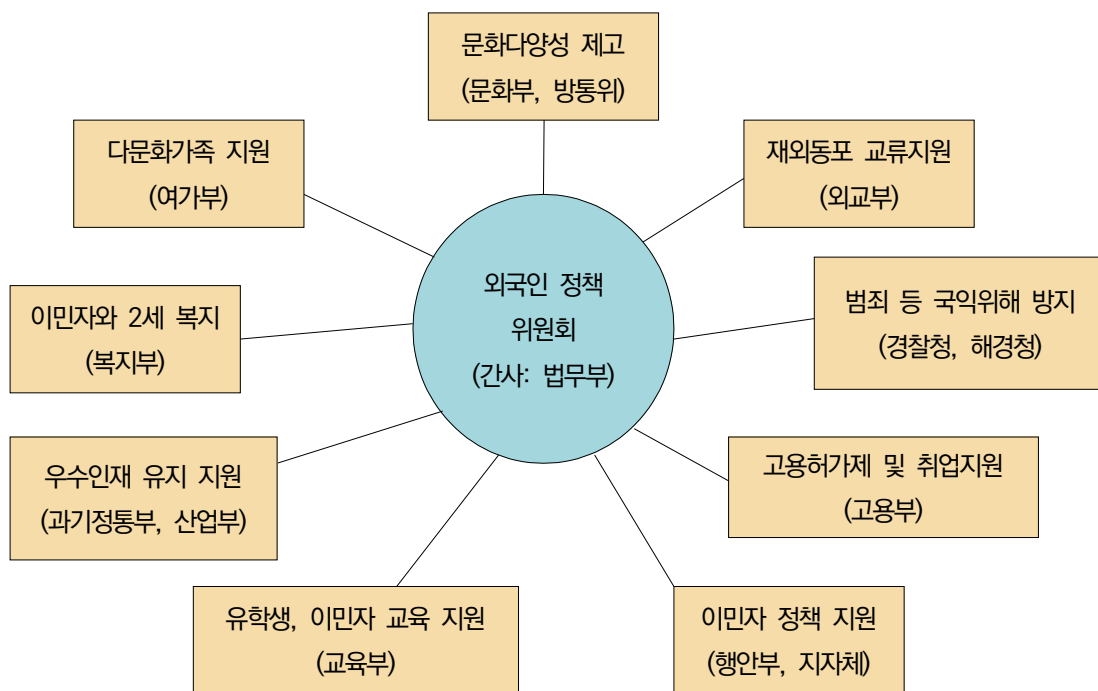 문화다양성 제고
(문화부, 방통위)
다문화가족 지원
(여가부)
재외동포 교류지원
(외교부)
외국인 정책
위원회
(간사: 법무부)
이민자와 2세 복지
(복지부)
범죄 등 국익위해 방지
(경찰청, 해경청)
우수인재 유지 지원
(과기정통부, 산업부)
고용허가제 및 취업지원
(고용부)
유학생, 이민자 교육 지원
(교육부)
이민자 정책 지원
(행안부, 지자체)